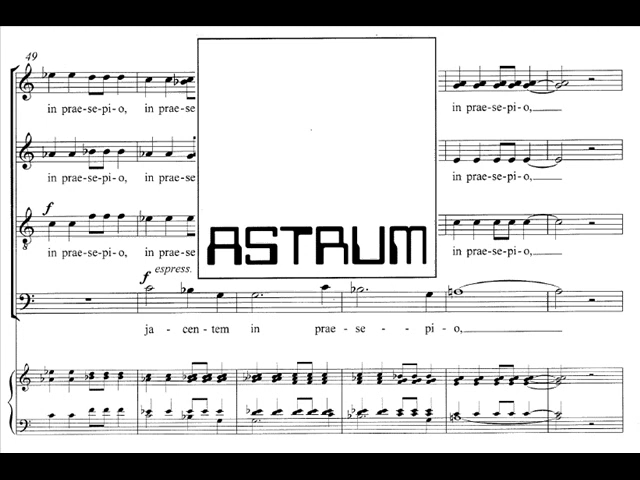 49
in prae-se-pi-o, in prae-se in prae-se-pi-o,
in prae-se-pi-o, in prae-se in prae-se-pi-o,
f
in prae-se-pi-o, in prae-se in prae-se-pi-o,
8
ASTRUM
f espress.
ja - cen-tem in prae - se - - pi - o,